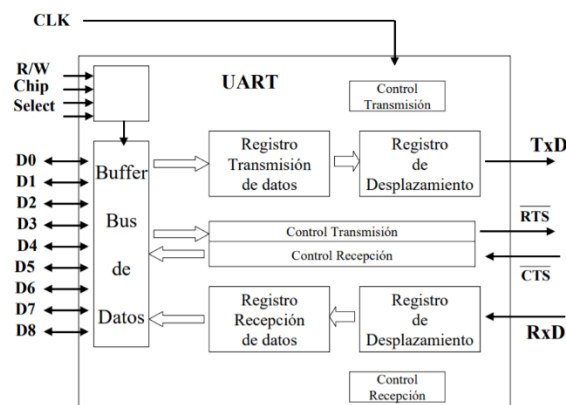 CLK
R/W
Chip
Select
UART
Control
Transmisión
D0
D1
D2
D3
D4
D5
D6
D7
D8
Buffer
Bus
de
Datos
Registro
Transmisión
de datos
Registro
de
Desplazamiento
TxD
Control Transmisión
Control Recepción
RTS
CTS
Registro
Recepción
de datos
Registro
de
Desplazamiento
RxD
Control
Recepción